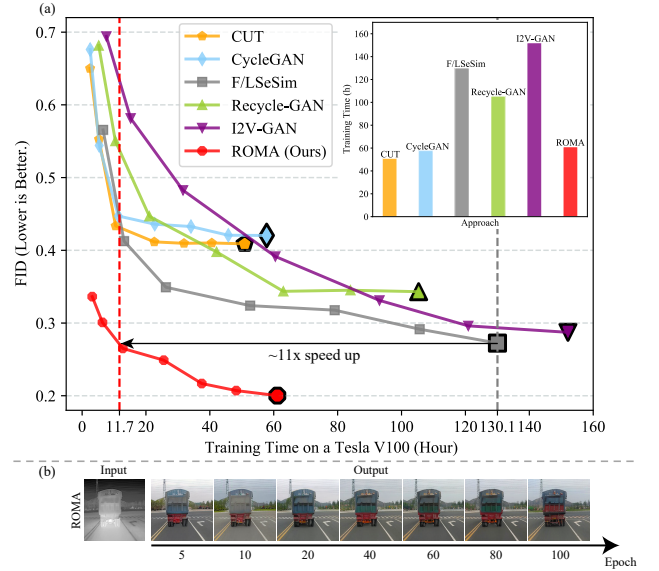 (a)
0.7
0.6
0.5
0.4
0.3
0.2
FID (Lower is Better.)
CUT
CycleGAN
F/LSeSim
Recycle-GAN
I2V-GAN
ROMA (Ours)
160
140
120
100
80
60
40
20
0
Training Time (h)
CUT
CycleGAN
F/LSeSim
Recycle-GAN
I2V-GAN
ROMA
Approach
~11x speed up
0 11.7 20 40 60 80 100 120 130.1 140 160
Training Time on a Tesla V100 (Hour)
(b) Input Output
ROMA
5 10 20 40 60 80 100
Epoch